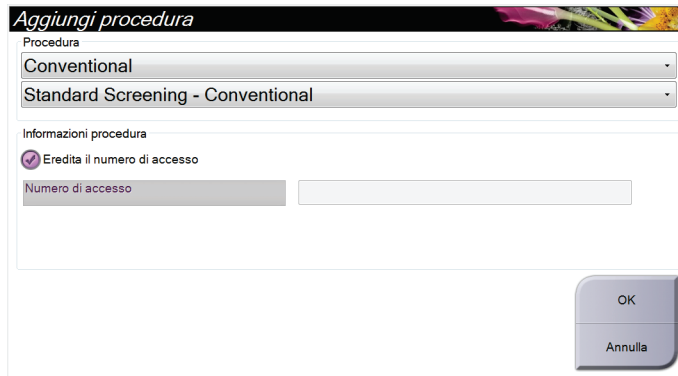 Aggiungi procedura
Procedura
Conventional
Standard Screening - Conventional
Informazioni procedura
Eredita il numero di accesso
Numero di accesso
OK
Annulla